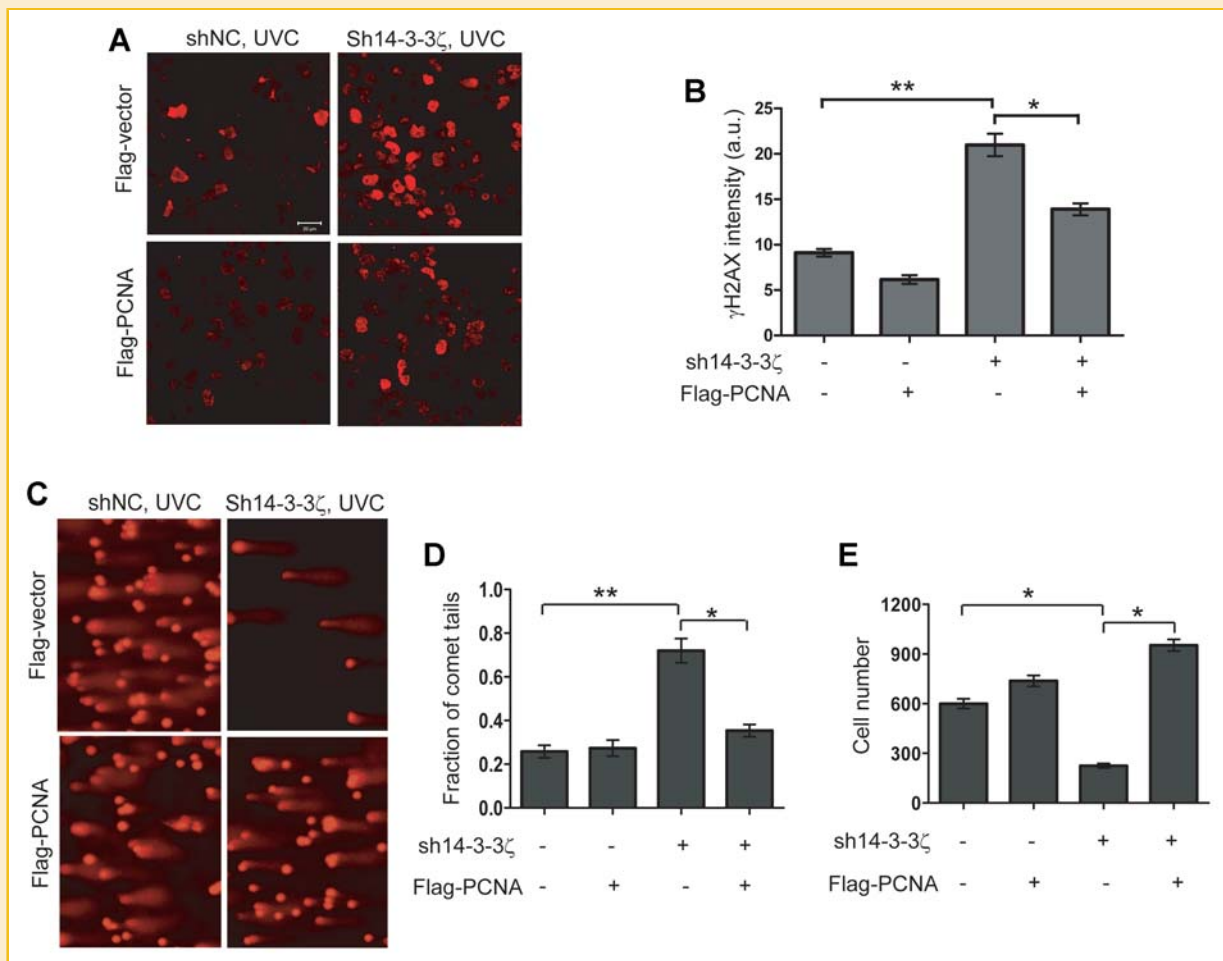 A
shNC, UVC
Sh14-3-3ζ, UVC
Flag-vector
Flag-PCNA
20 μm
B
γH2AX intensity (a.u.)
25
20
15
10
5
0
**
*
sh14-3-3ζ - - + +
Flag-PCNA - + - +
C
shNC, UVC
Sh14-3-3ζ, UVC
Flag-vector
Flag-PCNA
D
Fraction of comet tails
1.0
0.8
0.6
0.4
0.2
0.0
**
*
sh14-3-3ζ - - + +
Flag-PCNA - + - +
E
Cell number
1200
900
600
300
0
*
*
sh14-3-3ζ - - + +
Flag-PCNA - + - +